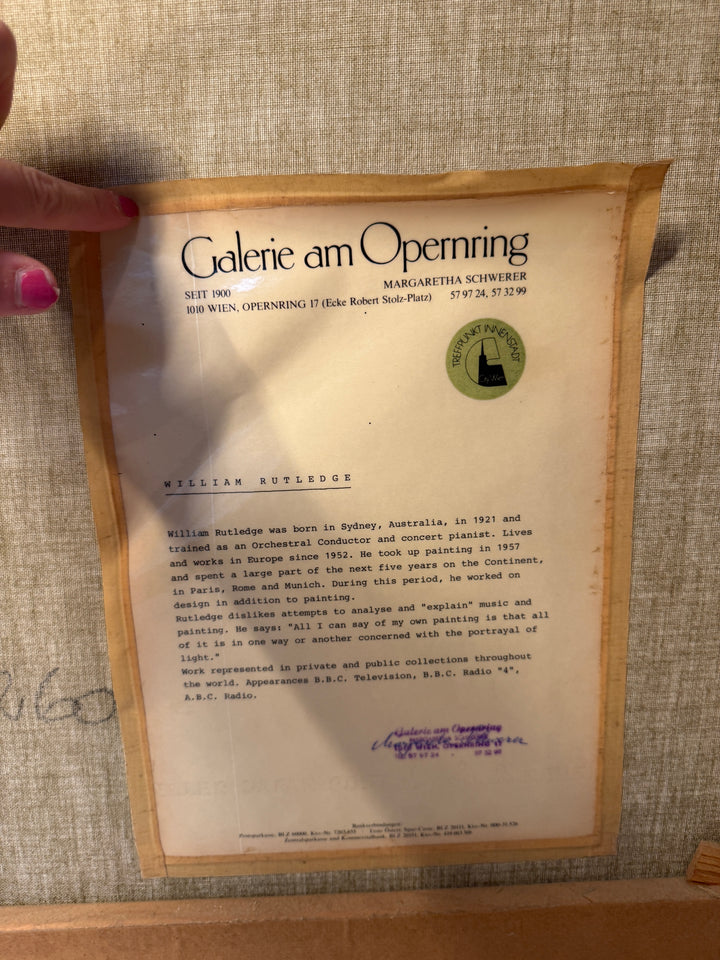 Galerie am Opernring
SEIT 1900
MARGARETHA SCHWERER
1010 WIEN, OPERNRING 17 (Ecke Robert Stolz-Platz) 57 97 24, 57 32 99
TREFFPUNKT INNENSTADT
WILLIAM RUTLEDGE
William Rutledge was born in Sydney, Australia, in 1921 and
trained as an Orchestral Conductor and concert pianist. Lives
and works in Europe since 1952. He took up painting in 1957
and spent a large part of the next five years on the Continent,
in Paris, Rome and Munich. During this period, he worked on
design in addition to painting.
Rutledge dislikes attempts to analyse and "explain" music and
painting. He says: "All I can say of my own painting is that all
of it is in one way or another concerned with the portrayal of
light."
Work represented in private and public collections throughout
the world. Appearances B.B.C. Television, B.B.C. Radio "4",
A.B.C. Radio.
Galerie am Opernring
1010 WIEN, OPERNRING 17
57 97 24
Bankverbindungen: